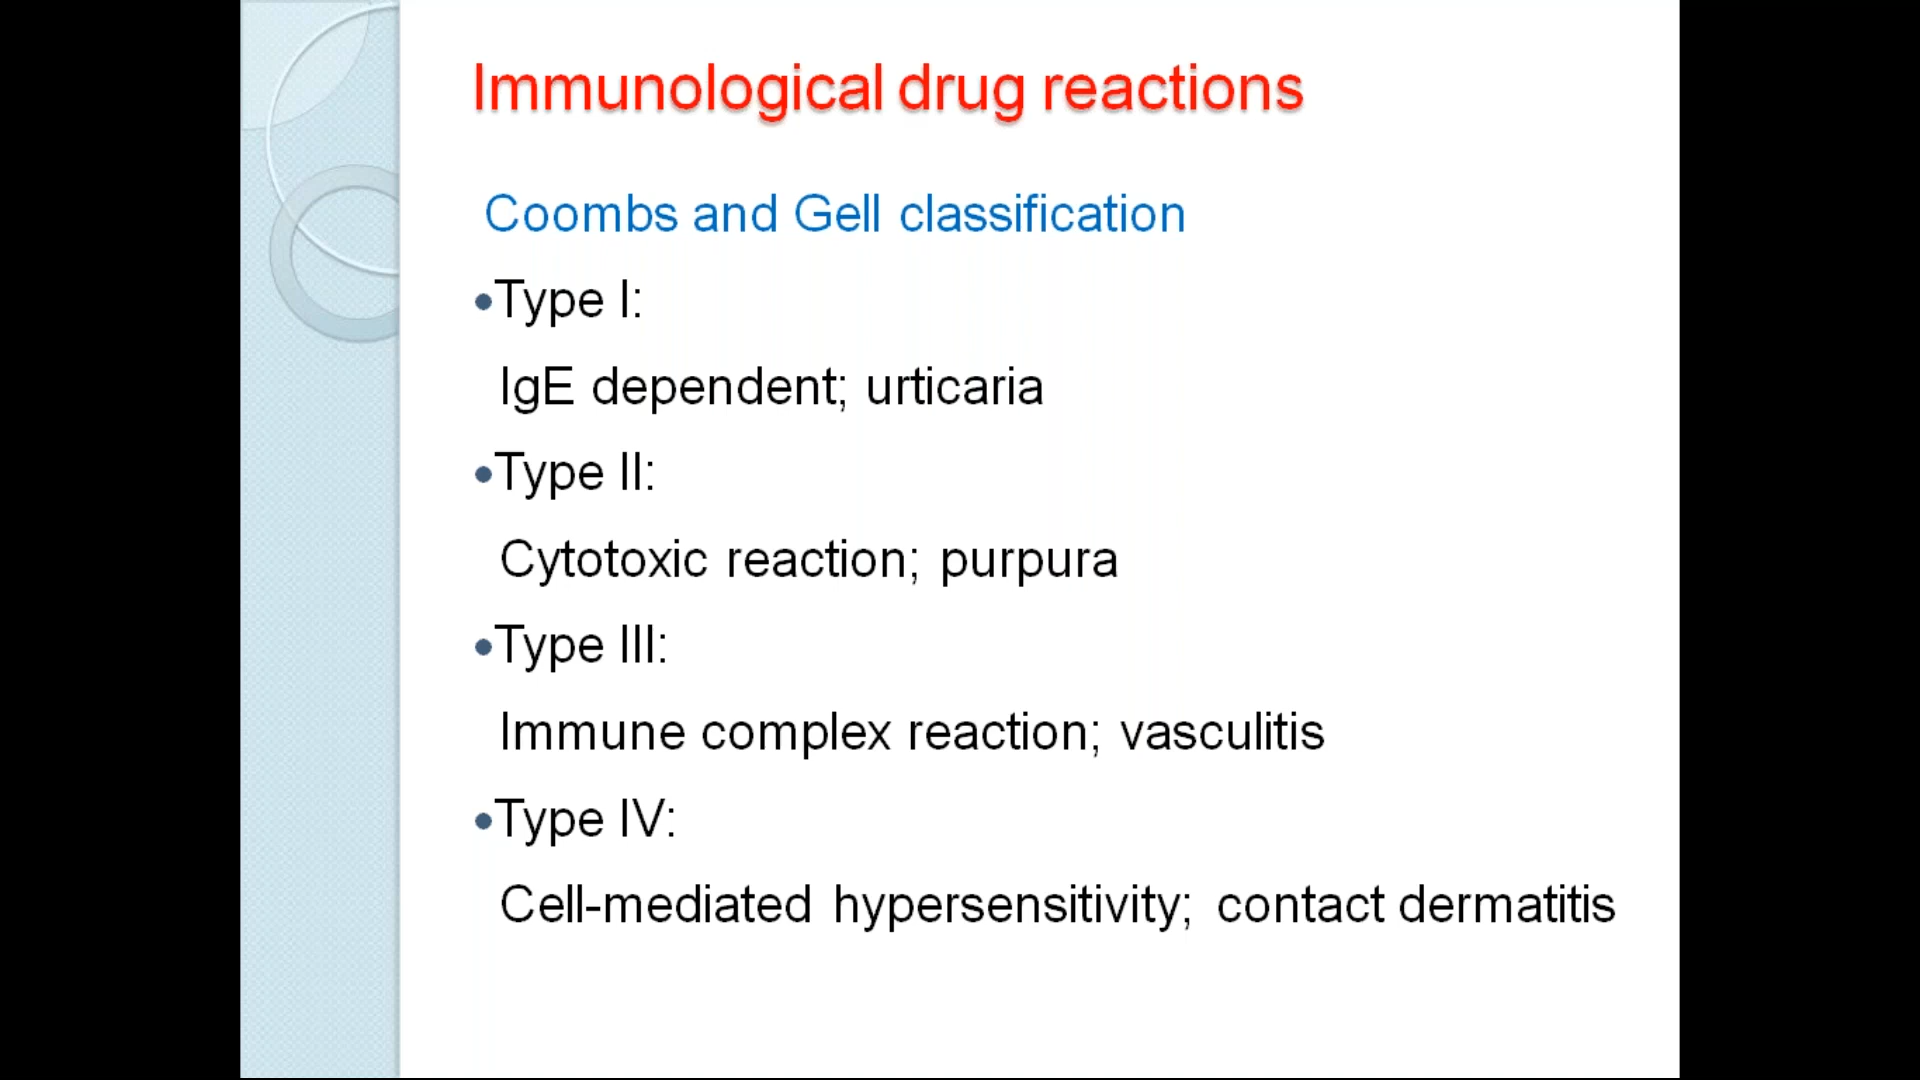 Immunological drug reactions
Coombs and Gell classification
•Type I:
IgE dependent; urticaria
•Type II:
Cytotoxic reaction; purpura
•Type III:
Immune complex reaction; vasculitis
•Type IV:
Cell-mediated hypersensitivity; contact dermatitis